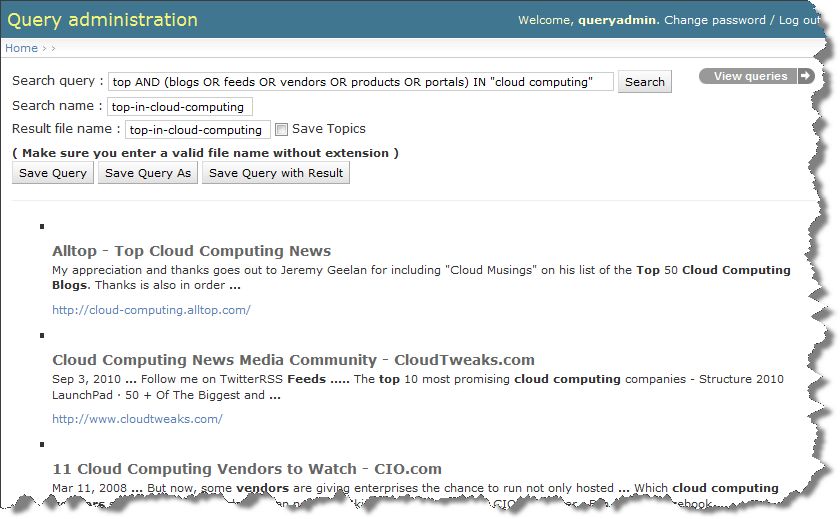 Query administration
Welcome, queryadmin. Change password / Log out
Home › ›
Search query : top AND (blogs OR feeds OR vendors OR products OR portals) IN "cloud computing" Search View queries
Search name : top-in-cloud-computing
Result file name : top-in-cloud-computing Save Topics
( Make sure you enter a valid file name without extension )
Save Query Save Query As Save Query with Result
Alltop - Top Cloud Computing News
My appreciation and thanks goes out to Jeremy Geelan for including "Cloud Musings" on his list of the Top 50 Cloud Computing
Blogs. Thanks is also in order ...
http://cloud-computing.alltop.com/
Cloud Computing News Media Community - CloudTweaks.com
Sep 3, 2010 ... Follow me on TwitterRSS Feeds ..... The top 10 most promising cloud computing companies - Structure 2010
LaunchPad · 50 + Of The Biggest and ...
http://www.cloudtweaks.com/
11 Cloud Computing Vendors to Watch - CIO.com
Mar 11, 2008 ... But now, some vendors are giving enterprises the chance to run not only hosted ... Which cloud computing